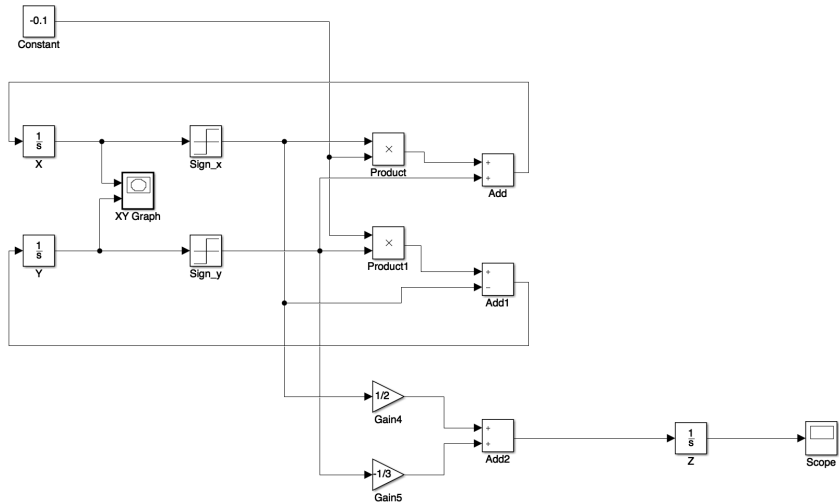 -0.1
Constant
1
s
X
Sign_x
×
Product
+
+
Add
XY Graph
1
s
Y
Sign_y
×
Product1
+
−
Add1
1/2
Gain4
+
+
Add2
1
s
Z
Scope
-1/3
Gain5